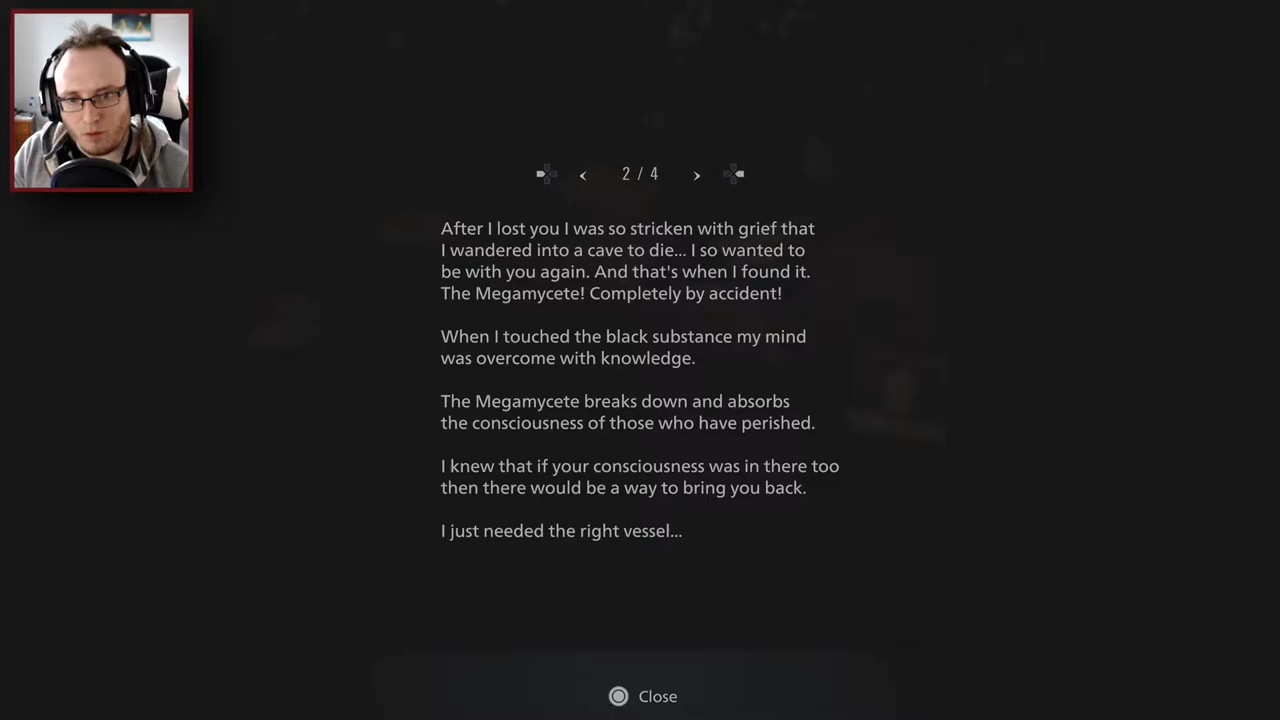 2 / 4
After I lost you I was so stricken with grief that
I wandered into a cave to die... I so wanted to
be with you again. And that's when I found it.
The Megamycete! Completely by accident!
When I touched the black substance my mind
was overcome with knowledge.
The Megamycete breaks down and absorbs
the consciousness of those who have perished.
I knew that if your consciousness was in there too
then there would be a way to bring you back.
I just needed the right vessel...
Close